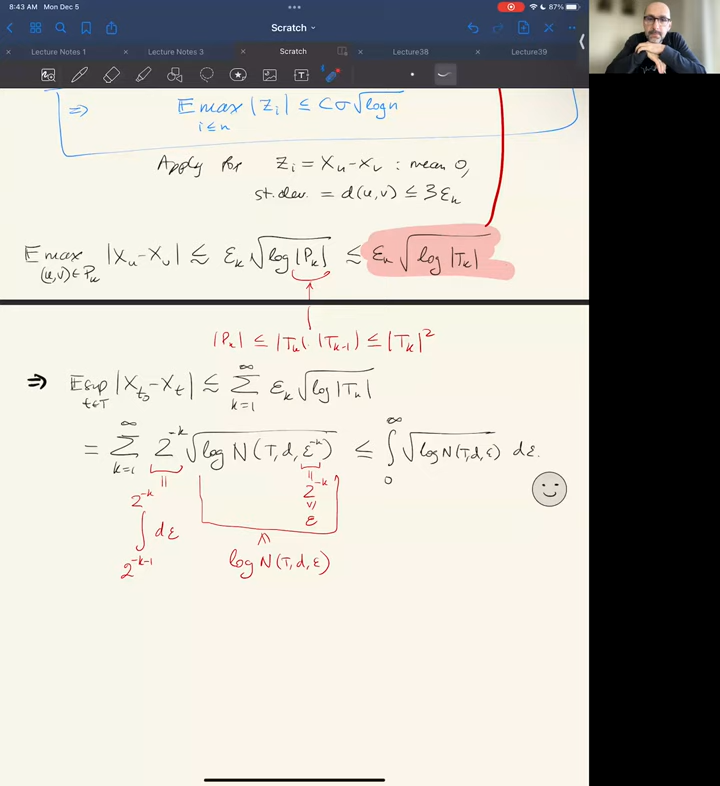 8:43 AM Mon Dec 5
87%
Scratch
Lecture Notes 1
Lecture Notes 3
Scratch
Lecture38
Lecture39
⇒ E max_{i≤n} |Z_i| ≤ Cσ√(log n)
Apply for Z_i = X_u − X_v : mean 0,
st. dev. = d(u,v) ≤ 3ε_k
E max_{(u,v)∈P_k} |X_u − X_v| ≲ ε_k √(log |P_k|) ≲ ε_k √(log |T_k|)
|P_k| ≤ |T_k| · |T_{k-1}| ≤ |T_k|²
⇒ E sup_{t∈T} |X_{t_0} − X_t| ≲ ∑_{k=1}^{∞} ε_k √(log |T_k|)
= ∑_{k=1}^{∞} 2^{-k} √(log N(T, d, ε^{-k})) ≤ ∫_0^∞ √(log N(T,d,ε)) dε.
|| ||
2^{-k}
∨/
ε
∫_{2^{-k-1}}^{2^{-k}} dε
∧
log N(T, d, ε)